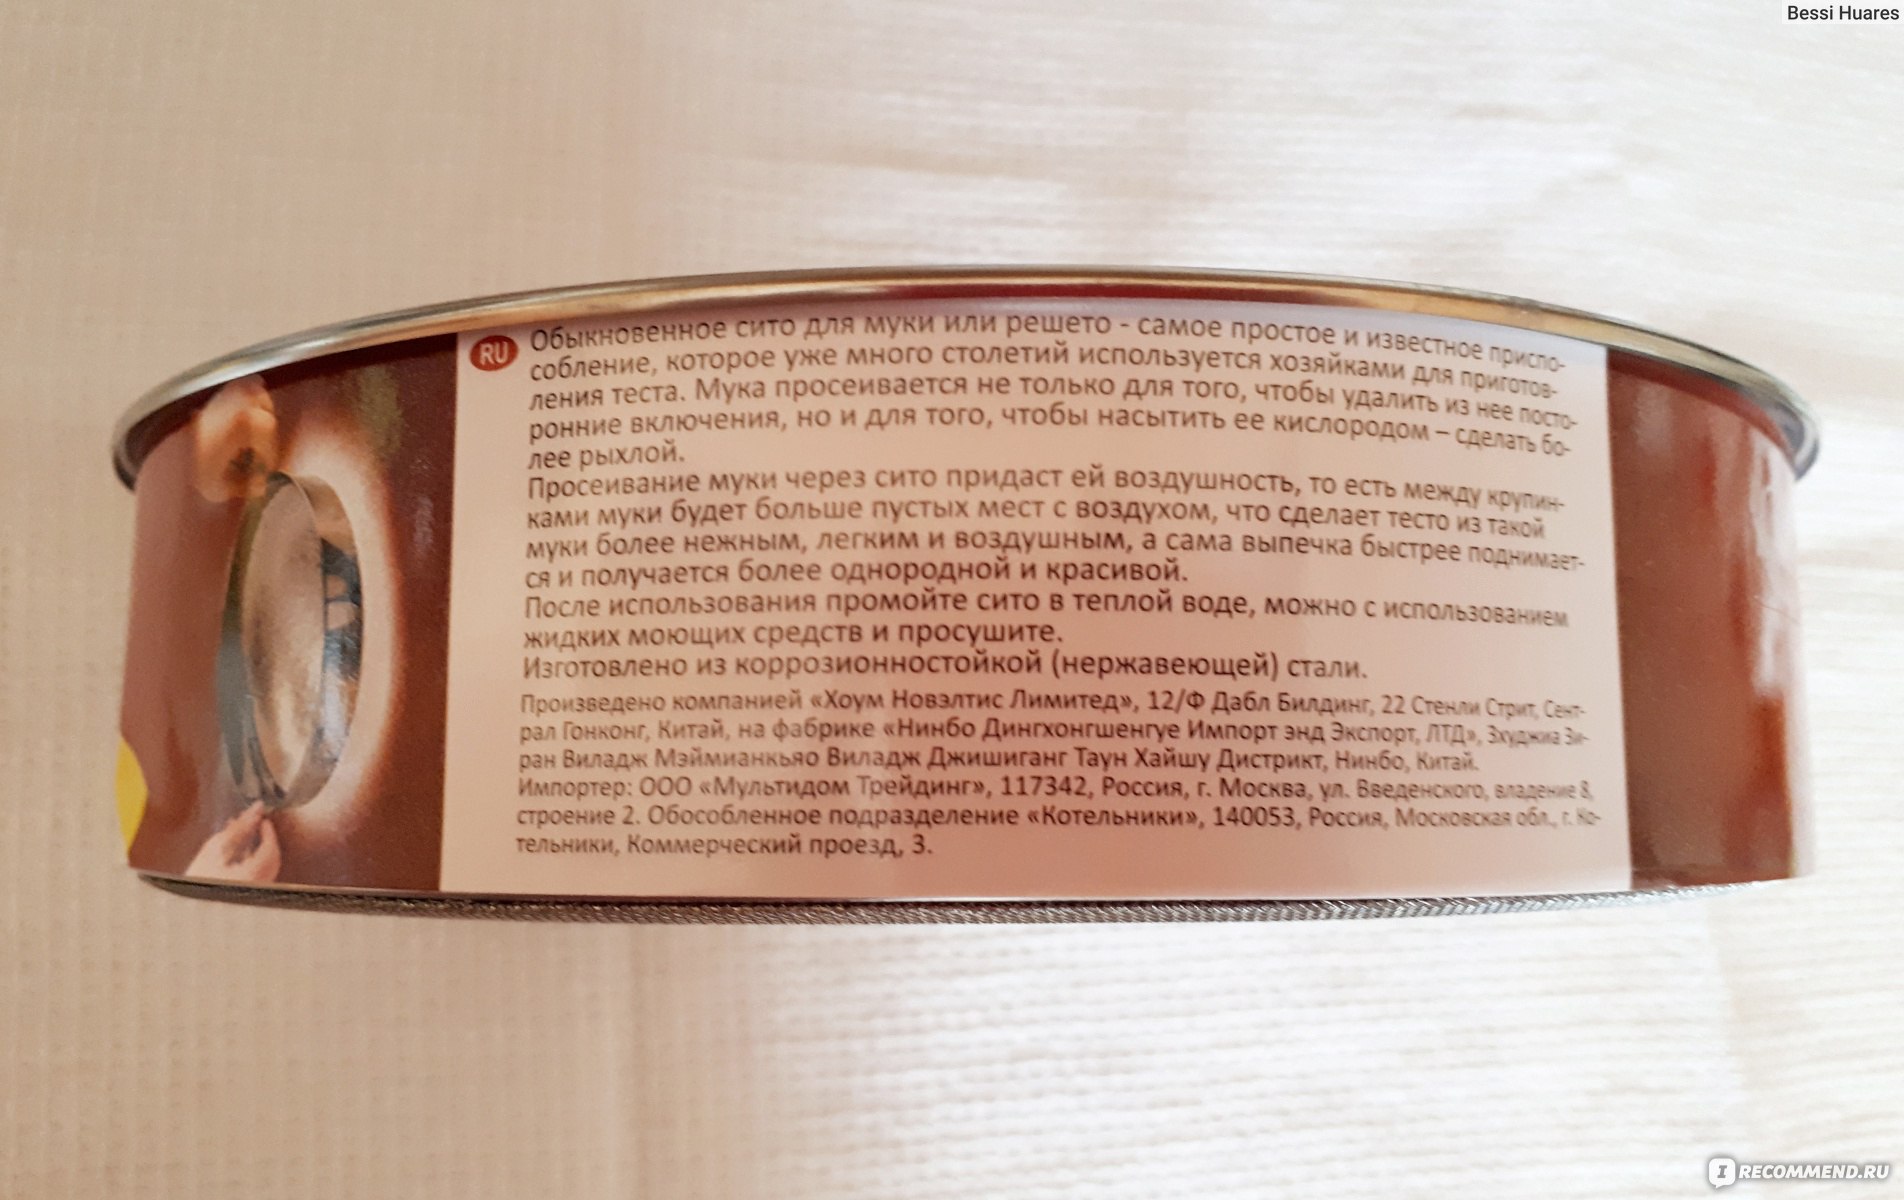 Bessi Huares
RU
Обыкновенное сито для муки или решето - самое простое и известное приспо-
собление, которое уже много столетий используется хозяйками для приготов-
ления теста. Мука просеивается не только для того, чтобы удалить из нее посто-
ронние включения, но и для того, чтобы насытить ее кислородом – сделать бо-
лее рыхлой.
Просеивание муки через сито придаст ей воздушность, то есть между крупин-
ками муки будет больше пустых мест с воздухом, что сделает тесто из такой
муки более нежным, легким и воздушным, а сама выпечка быстрее поднимает-
ся и получается более однородной и красивой.
После использования промойте сито в теплой воде, можно с использованием
жидких моющих средств и просушите.
Изготовлено из коррозионностойкой (нержавеющей) стали.
Произведено компанией «Хоум Новэлтис Лимитед», 12/Ф Дабл Билдинг, 22 Стенли Стрит, Сент-
рал Гонконг, Китай, на фабрике «Нинбо Дингхонгшенгуе Импорт энд Экспорт, ЛТД», Зхуджиа Зи-
ран Виладж Мэймианкьяо Виладж Джишиганг Таун Хайшу Дистрикт, Нинбо, Китай.
Импортер: ООО «Мультидом Трейдинг», 117342, Россия, г. Москва, ул. Введенского, владение 8,
строение 2. Обособленное подразделение «Котельники», 140053, Россия, Московская обл., г. Ко-
тельники, Коммерческий проезд, 3.
IRECOMMEND.RU